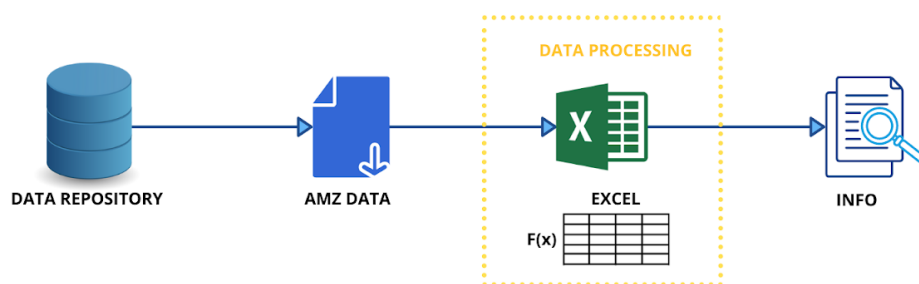 DATA PROCESSING
X
DATA REPOSITORY
AMZ DATA
EXCEL
INFO
F(x)